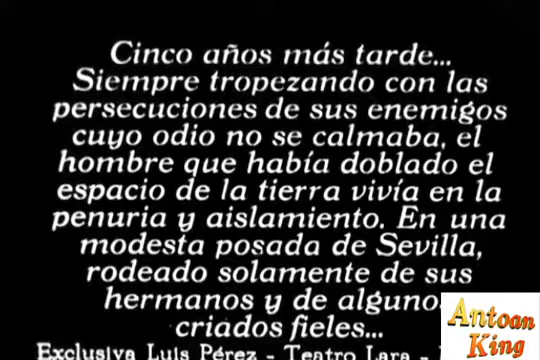 Cinco años más tarde...
Siempre tropezando con las
persecuciones de sus enemigos
cuyo odio no se calmaba, el
hombre que había doblado el
espacio de la tierra vivía en la
penuria y aislamiento. En una
modesta posada de Sevilla,
rodeado solamente de sus
hermanos y de
criados fieles...
Exclusiva Luis Pérez - Teatro Lara -
Antoan
King